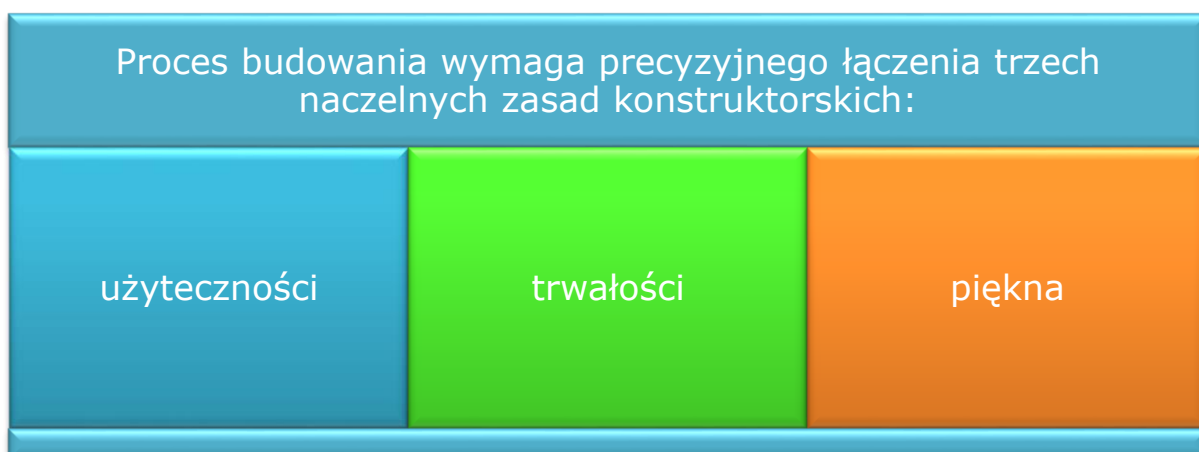 Proces budowania wymaga precyzyjnego łączenia trzech
naczelnych zasad konstruktorskich:
użyteczności
trwałości
piękna